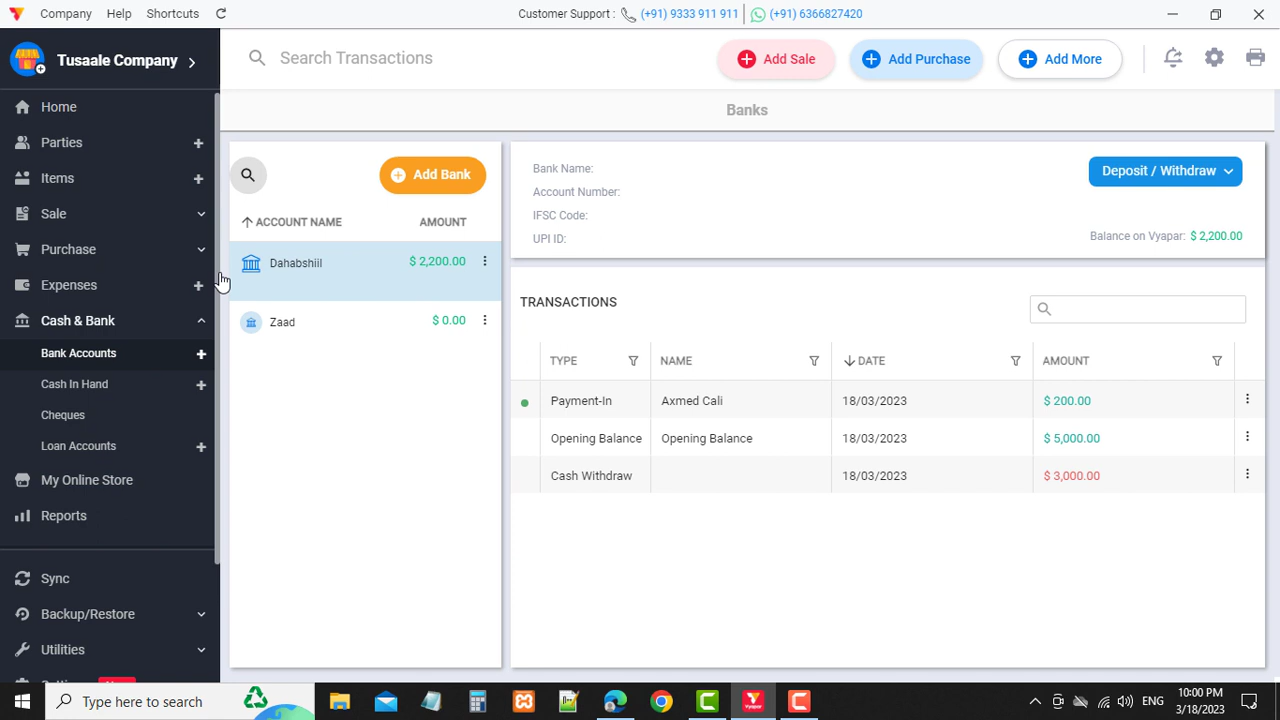 Company Help Shortcuts
Customer Support : (+91) 9333 911 911 (+91) 6366827420
Tusaale Company
Search Transactions
Add Sale
Add Purchase
Add More
Home
Parties
Items
Sale
Purchase
Expenses
Cash & Bank
Bank Accounts
Cash In Hand
Cheques
Loan Accounts
My Online Store
Reports
Sync
Backup/Restore
Utilities
Banks
Add Bank
ACCOUNT NAME AMOUNT
Dahabshiil $ 2,200.00
Zaad $ 0.00
Bank Name:
Account Number:
IFSC Code:
UPI ID:
Deposit / Withdraw
Balance on Vyapar: $ 2,200.00
TRANSACTIONS
TYPE NAME DATE AMOUNT
Payment-In Axmed Cali 18/03/2023 $ 200.00
Opening Balance Opening Balance 18/03/2023 $ 5,000.00
Cash Withdraw 18/03/2023 $ 3,000.00
Type here to search
ENG
10:00 PM
3/18/2023